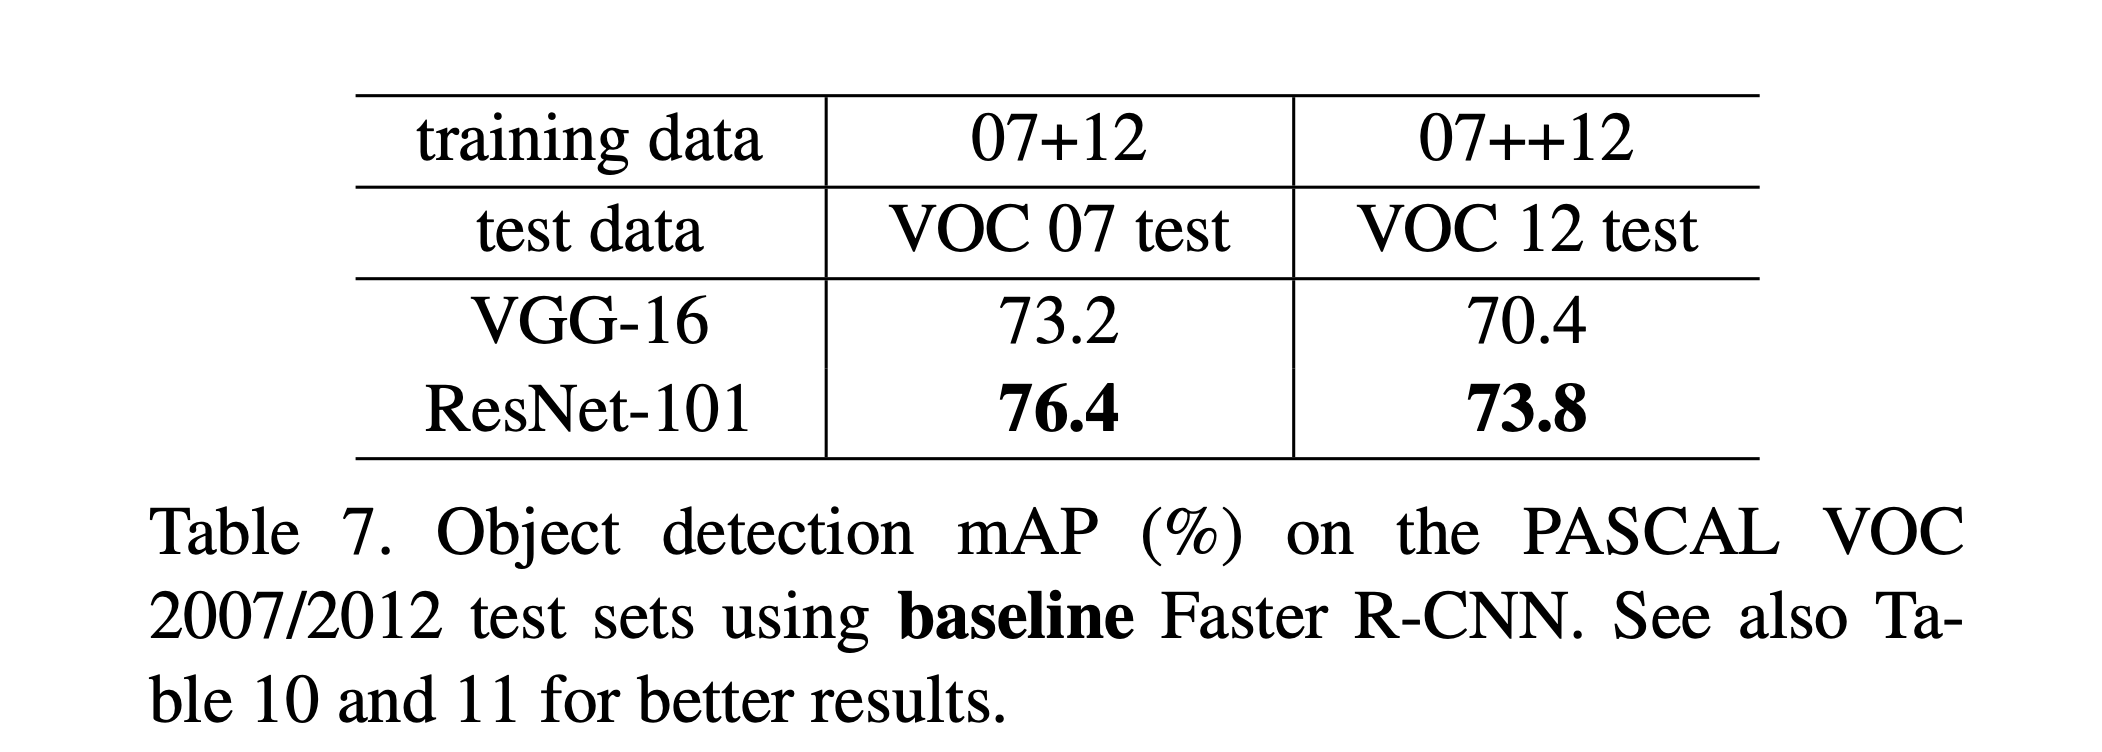 training data 07+12 07++12
test data VOC 07 test VOC 12 test
VGG-16 73.2 70.4
ResNet-101 76.4 73.8
Table 7. Object detection mAP (%) on the PASCAL VOC
2007/2012 test sets using baseline Faster R-CNN. See also Ta-
ble 10 and 11 for better results.